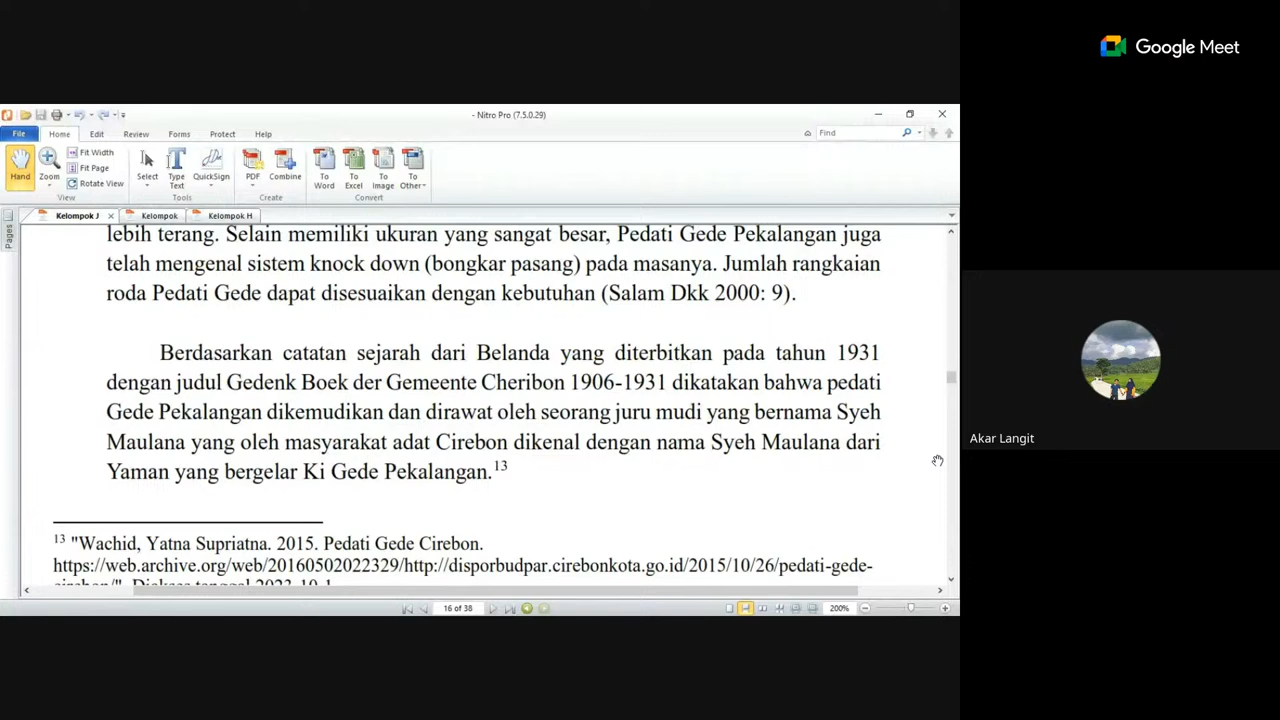 Google Meet
- Nitro Pro (7.5.0.29)
File Home Edit Review Forms Protect Help
Find
Hand
Zoom
Fit Width
Fit Page
Rotate View
View
Select
Type Text
QuickSign
Tools
PDF
Combine
Create
To Word
To Excel
To Image
To Other
Convert
Kelompok J
Kelompok
Kelompok H
Pages
lebih terang. Selain memiliki ukuran yang sangat besar, Pedati Gede Pekalangan juga
telah mengenal sistem knock down (bongkar pasang) pada masanya. Jumlah rangkaian
roda Pedati Gede dapat disesuaikan dengan kebutuhan (Salam Dkk 2000: 9).
Berdasarkan catatan sejarah dari Belanda yang diterbitkan pada tahun 1931
dengan judul Gedenk Boek der Gemeente Cheribon 1906-1931 dikatakan bahwa pedati
Gede Pekalangan dikemudikan dan dirawat oleh seorang juru mudi yang bernama Syeh
Maulana yang oleh masyarakat adat Cirebon dikenal dengan nama Syeh Maulana dari
Yaman yang bergelar Ki Gede Pekalangan.13
13 "Wachid, Yatna Supriatna. 2015. Pedati Gede Cirebon.
https://web.archive.org/web/20160502022329/http://disporbudpar.cirebonkota.go.id/2015/10/26/pedati-gede-
cirebon/". Diakses tanggal 2023-10-1
16 of 38
200%
Akar Langit